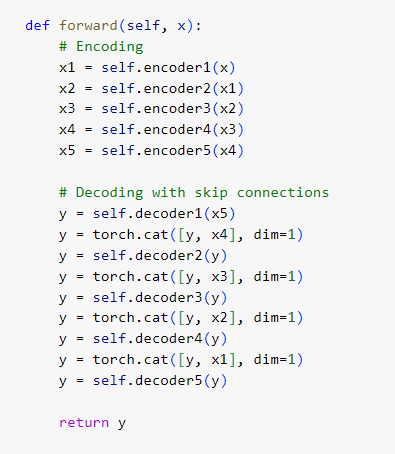 def forward(self, x):
    # Encoding
    x1 = self.encoder1(x)
    x2 = self.encoder2(x1)
    x3 = self.encoder3(x2)
    x4 = self.encoder4(x3)
    x5 = self.encoder5(x4)

    # Decoding with skip connections
    y = self.decoder1(x5)
    y = torch.cat([y, x4], dim=1)
    y = self.decoder2(y)
    y = torch.cat([y, x3], dim=1)
    y = self.decoder3(y)
    y = torch.cat([y, x2], dim=1)
    y = self.decoder4(y)
    y = torch.cat([y, x1], dim=1)
    y = self.decoder5(y)

    return y